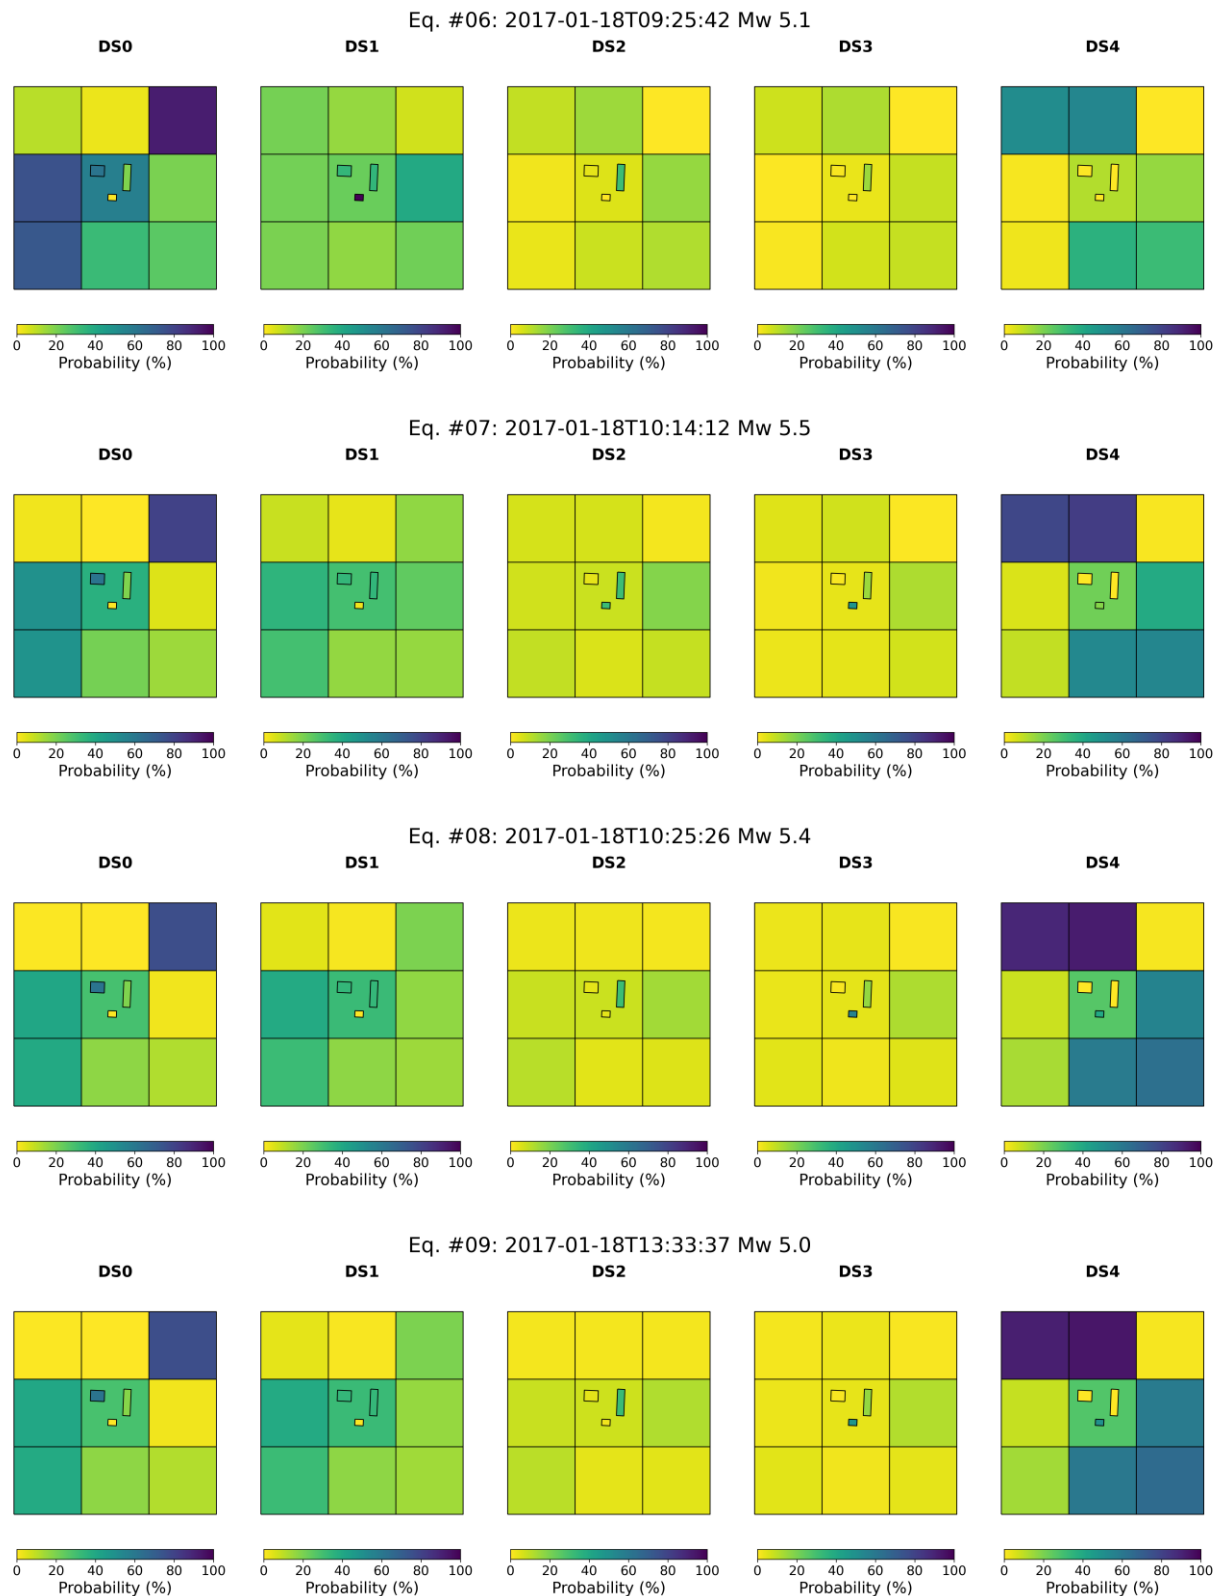 Eq. #06: 2017-01-18T09:25:42 Mw 5.1
DS0 DS1 DS2 DS3 DS4
0 20 40 60 80 100 0 20 40 60 80 100 0 20 40 60 80 100 0 20 40 60 80 100 0 20 40 60 80 100
Probability (%) Probability (%) Probability (%) Probability (%) Probability (%)
Eq. #07: 2017-01-18T10:14:12 Mw 5.5
DS0 DS1 DS2 DS3 DS4
0 20 40 60 80 100 0 20 40 60 80 100 0 20 40 60 80 100 0 20 40 60 80 100 0 20 40 60 80 100
Probability (%) Probability (%) Probability (%) Probability (%) Probability (%)
Eq. #08: 2017-01-18T10:25:26 Mw 5.4
DS0 DS1 DS2 DS3 DS4
0 20 40 60 80 100 0 20 40 60 80 100 0 20 40 60 80 100 0 20 40 60 80 100 0 20 40 60 80 100
Probability (%) Probability (%) Probability (%) Probability (%) Probability (%)
Eq. #09: 2017-01-18T13:33:37 Mw 5.0
DS0 DS1 DS2 DS3 DS4
0 20 40 60 80 100 0 20 40 60 80 100 0 20 40 60 80 100 0 20 40 60 80 100 0 20 40 60 80 100
Probability (%) Probability (%) Probability (%) Probability (%) Probability (%)